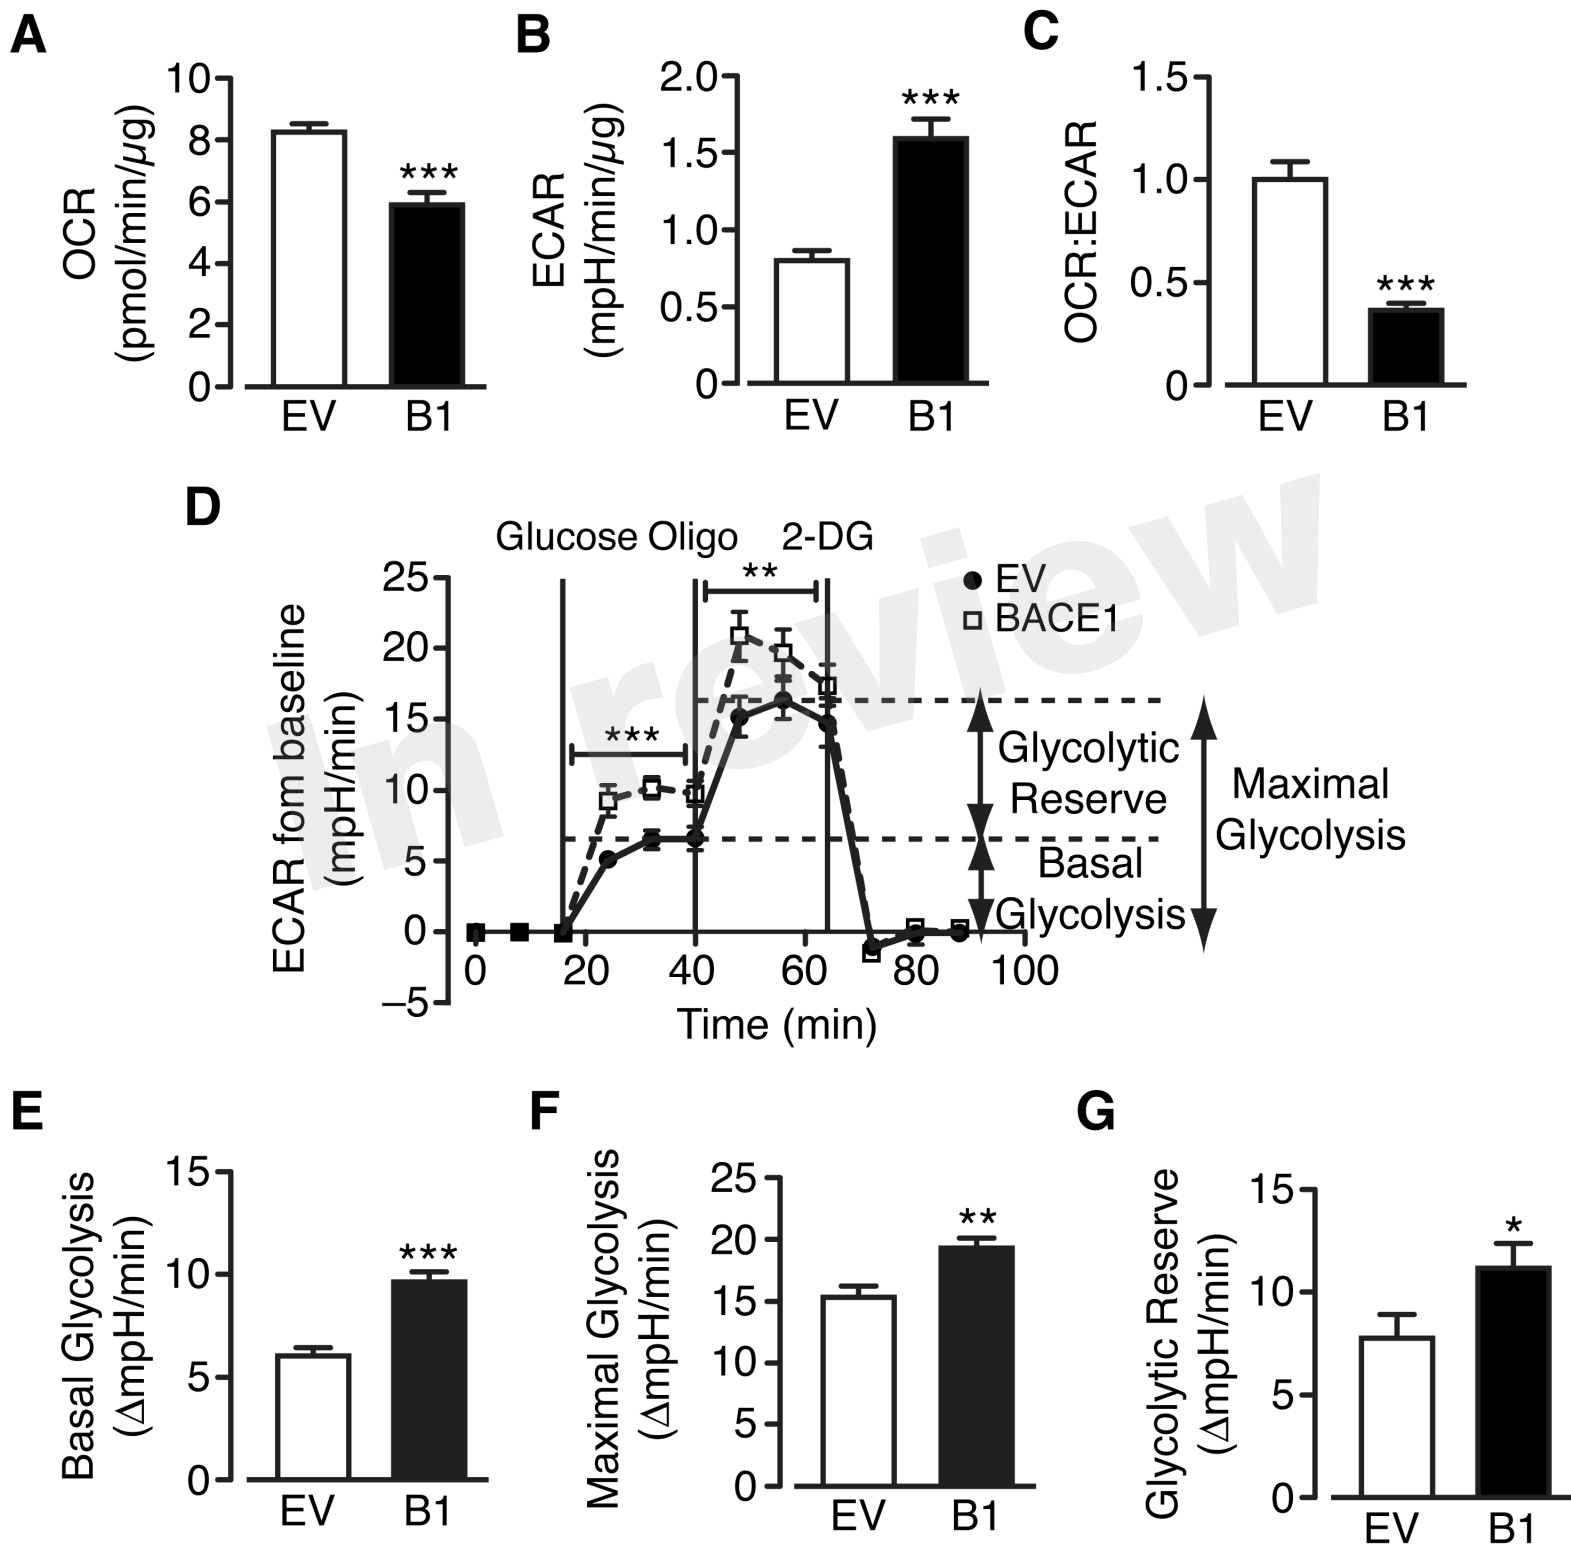 A
OCR
(pmol/min/µg)
10
8
6
4
2
0
***
EV B1
B
ECAR
(mpH/min/µg)
2.0
1.5
1.0
0.5
0
***
EV B1
C
OCR:ECAR
1.5
1.0
0.5
0
***
EV B1
D
Glucose Oligo 2-DG
ECAR fom baseline
(mpH/min)
25
20
15
10
5
0
–5
***
**
EV
BACE1
Glycolytic
Reserve
Basal
Glycolysis
Maximal
Glycolysis
0 20 40 60 80 100
Time (min)
In review
E
Basal Glycolysis
(ΔmpH/min)
15
10
5
0
***
EV B1
F
Maximal Glycolysis
(ΔmpH/min)
25
20
15
10
5
0
**
EV B1
G
Glycolytic Reserve
(ΔmpH/min)
15
10
5
0
*
EV B1